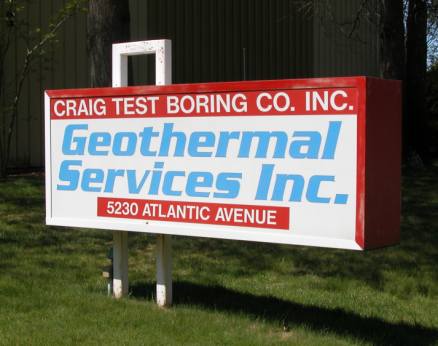 CRAIG TEST BORING CO. INC.
Geothermal
Services Inc.
5230 ATLANTIC AVENUE